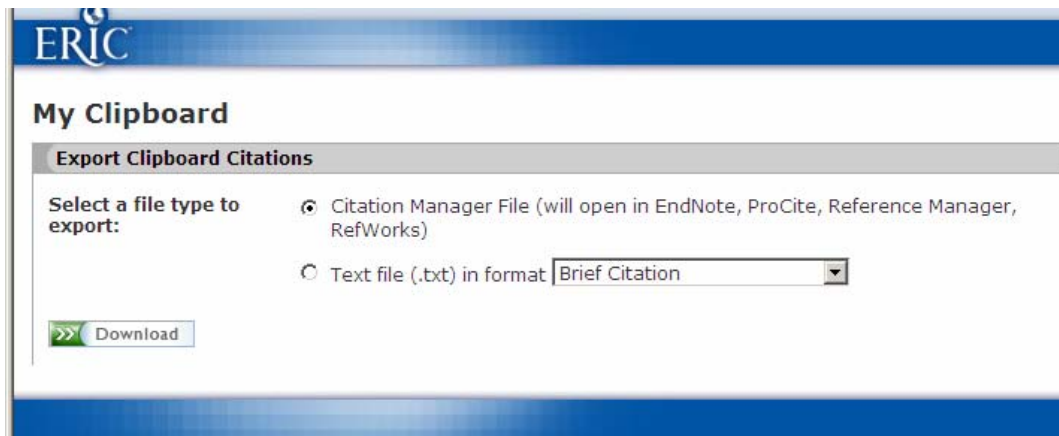 ERIC
My Clipboard
Export Clipboard Citations
Select a file type to
export:
Citation Manager File (will open in EndNote, ProCite, Reference Manager,
RefWorks)
Text file (.txt) in format Brief Citation
Download